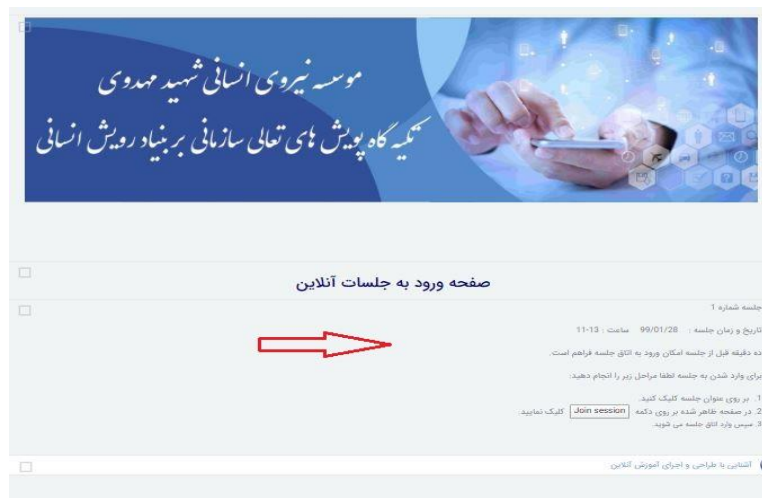 موسسه نیروی انسانی شهید مهدوی
تکیه گاه پویش های تعالی سازمانی بر بنیاد رویش انسانی
صفحه ورود به جلسات آنلاین
جلسه شماره 1
تاریخ و زمان جلسه : 99/01/28 ساعت : 13-11
ده دقیقه قبل از جلسه امکان ورود به اتاق جلسه فراهم است.
برای وارد شدن به جلسه لطفا مراحل زیر را انجام دهید:
1. بر روی عنوان جلسه کلیک کنید.
2. در صفحه ظاهر شده بر روی دکمه Join session کلیک نمایید.
3. سپس وارد اتاق جلسه می شوید.
آشنایی با طراحی و اجرای آموزش آنلاین